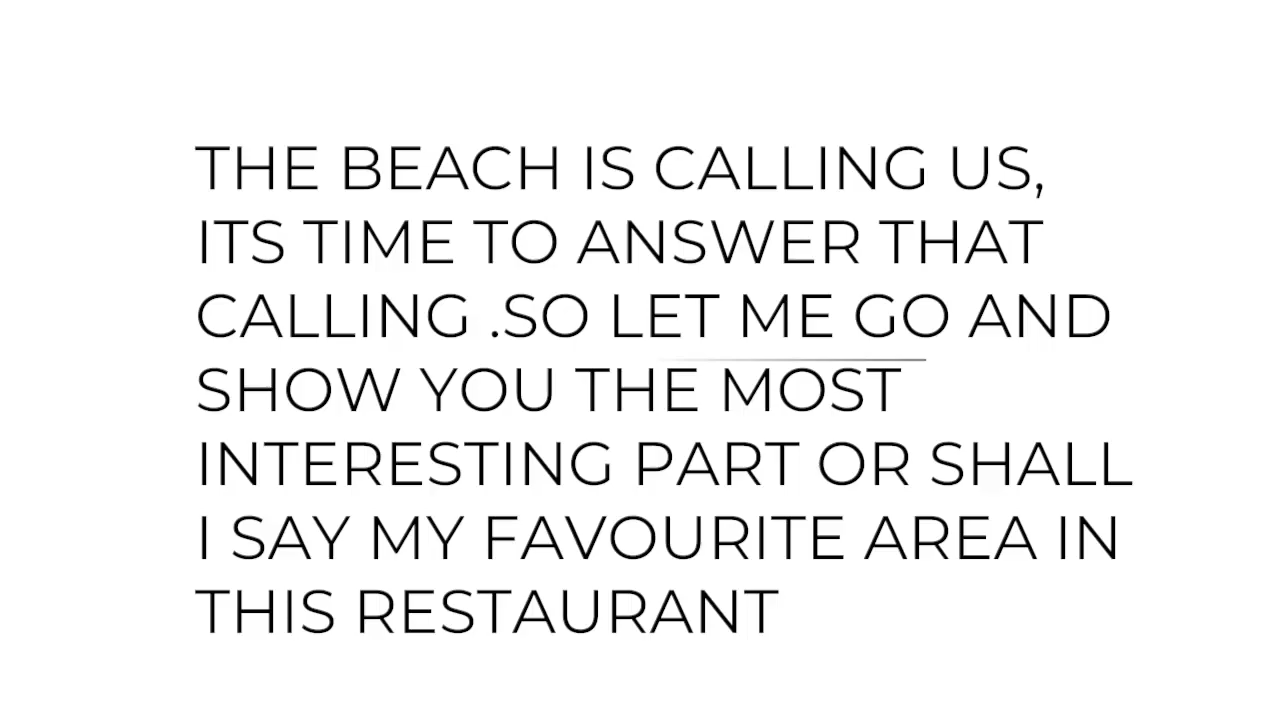 THE BEACH IS CALLING US,
ITS TIME TO ANSWER THAT
CALLING .SO LET ME GO AND
SHOW YOU THE MOST
INTERESTING PART OR SHALL
I SAY MY FAVOURITE AREA IN
THIS RESTAURANT